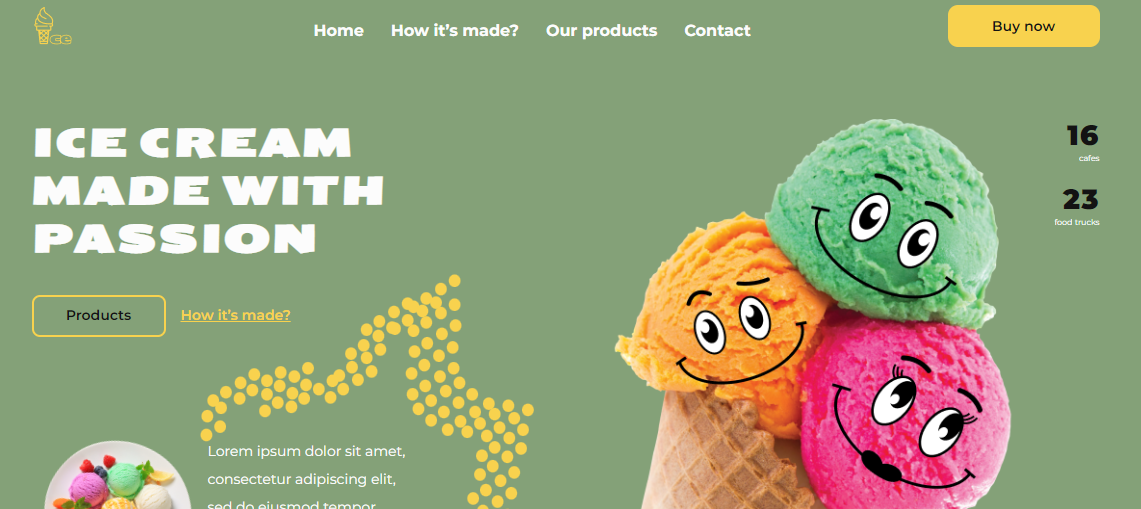 ce
Home How it's made? Our products Contact
Buy now
ICE CREAM
MADE WITH
PASSION
16
cafes
23
food trucks
Products How it's made?
Lorem ipsum dolor sit amet,
consectetur adipiscing elit,
sed do eiusmod tempor